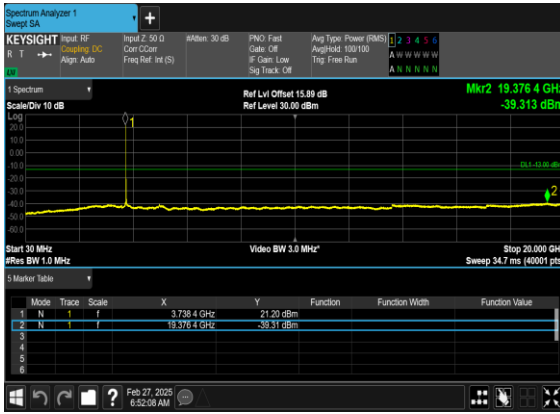 Spectrum Analyzer 1
Swept SA
+
KEYSIGHT Input: RF Input Z: 50 Ω #Atten: 30 dB PNO: Fast Avg Type: Power (RMS) 1 2 3 4 5 6
R T Coupling: DC Corr CCorr Gate: Off Avg|Hold: 100/100 A W W W W W
Align: Auto Freq Ref: Int (S) IF Gain: Low Trig: Free Run
LXI Sig Track: Off A N N N N N
1 Spectrum Ref Lvl Offset 15.89 dB Mkr2 19.376 4 GHz
Scale/Div 10 dB Ref Level 30.00 dBm -39.313 dBm
Log
1
20.0
10.0
0.00
-10.0
DL1 -13.00 dBm
-20.0
-30.0
2
-40.0
-50.0
-60.0
Start 30 MHz Video BW 3.0 MHz* Stop 20.000 GHz
#Res BW 1.0 MHz Sweep 34.7 ms (40001 pts)
5 Marker Table
Mode Trace Scale X Y Function Function Width Function Value
1 N 1 f 3.738 4 GHz 21.20 dBm
2 N 1 f 19.376 4 GHz -39.31 dBm
3
4
5
6
? Feb 27, 2025
6:52:08 AM